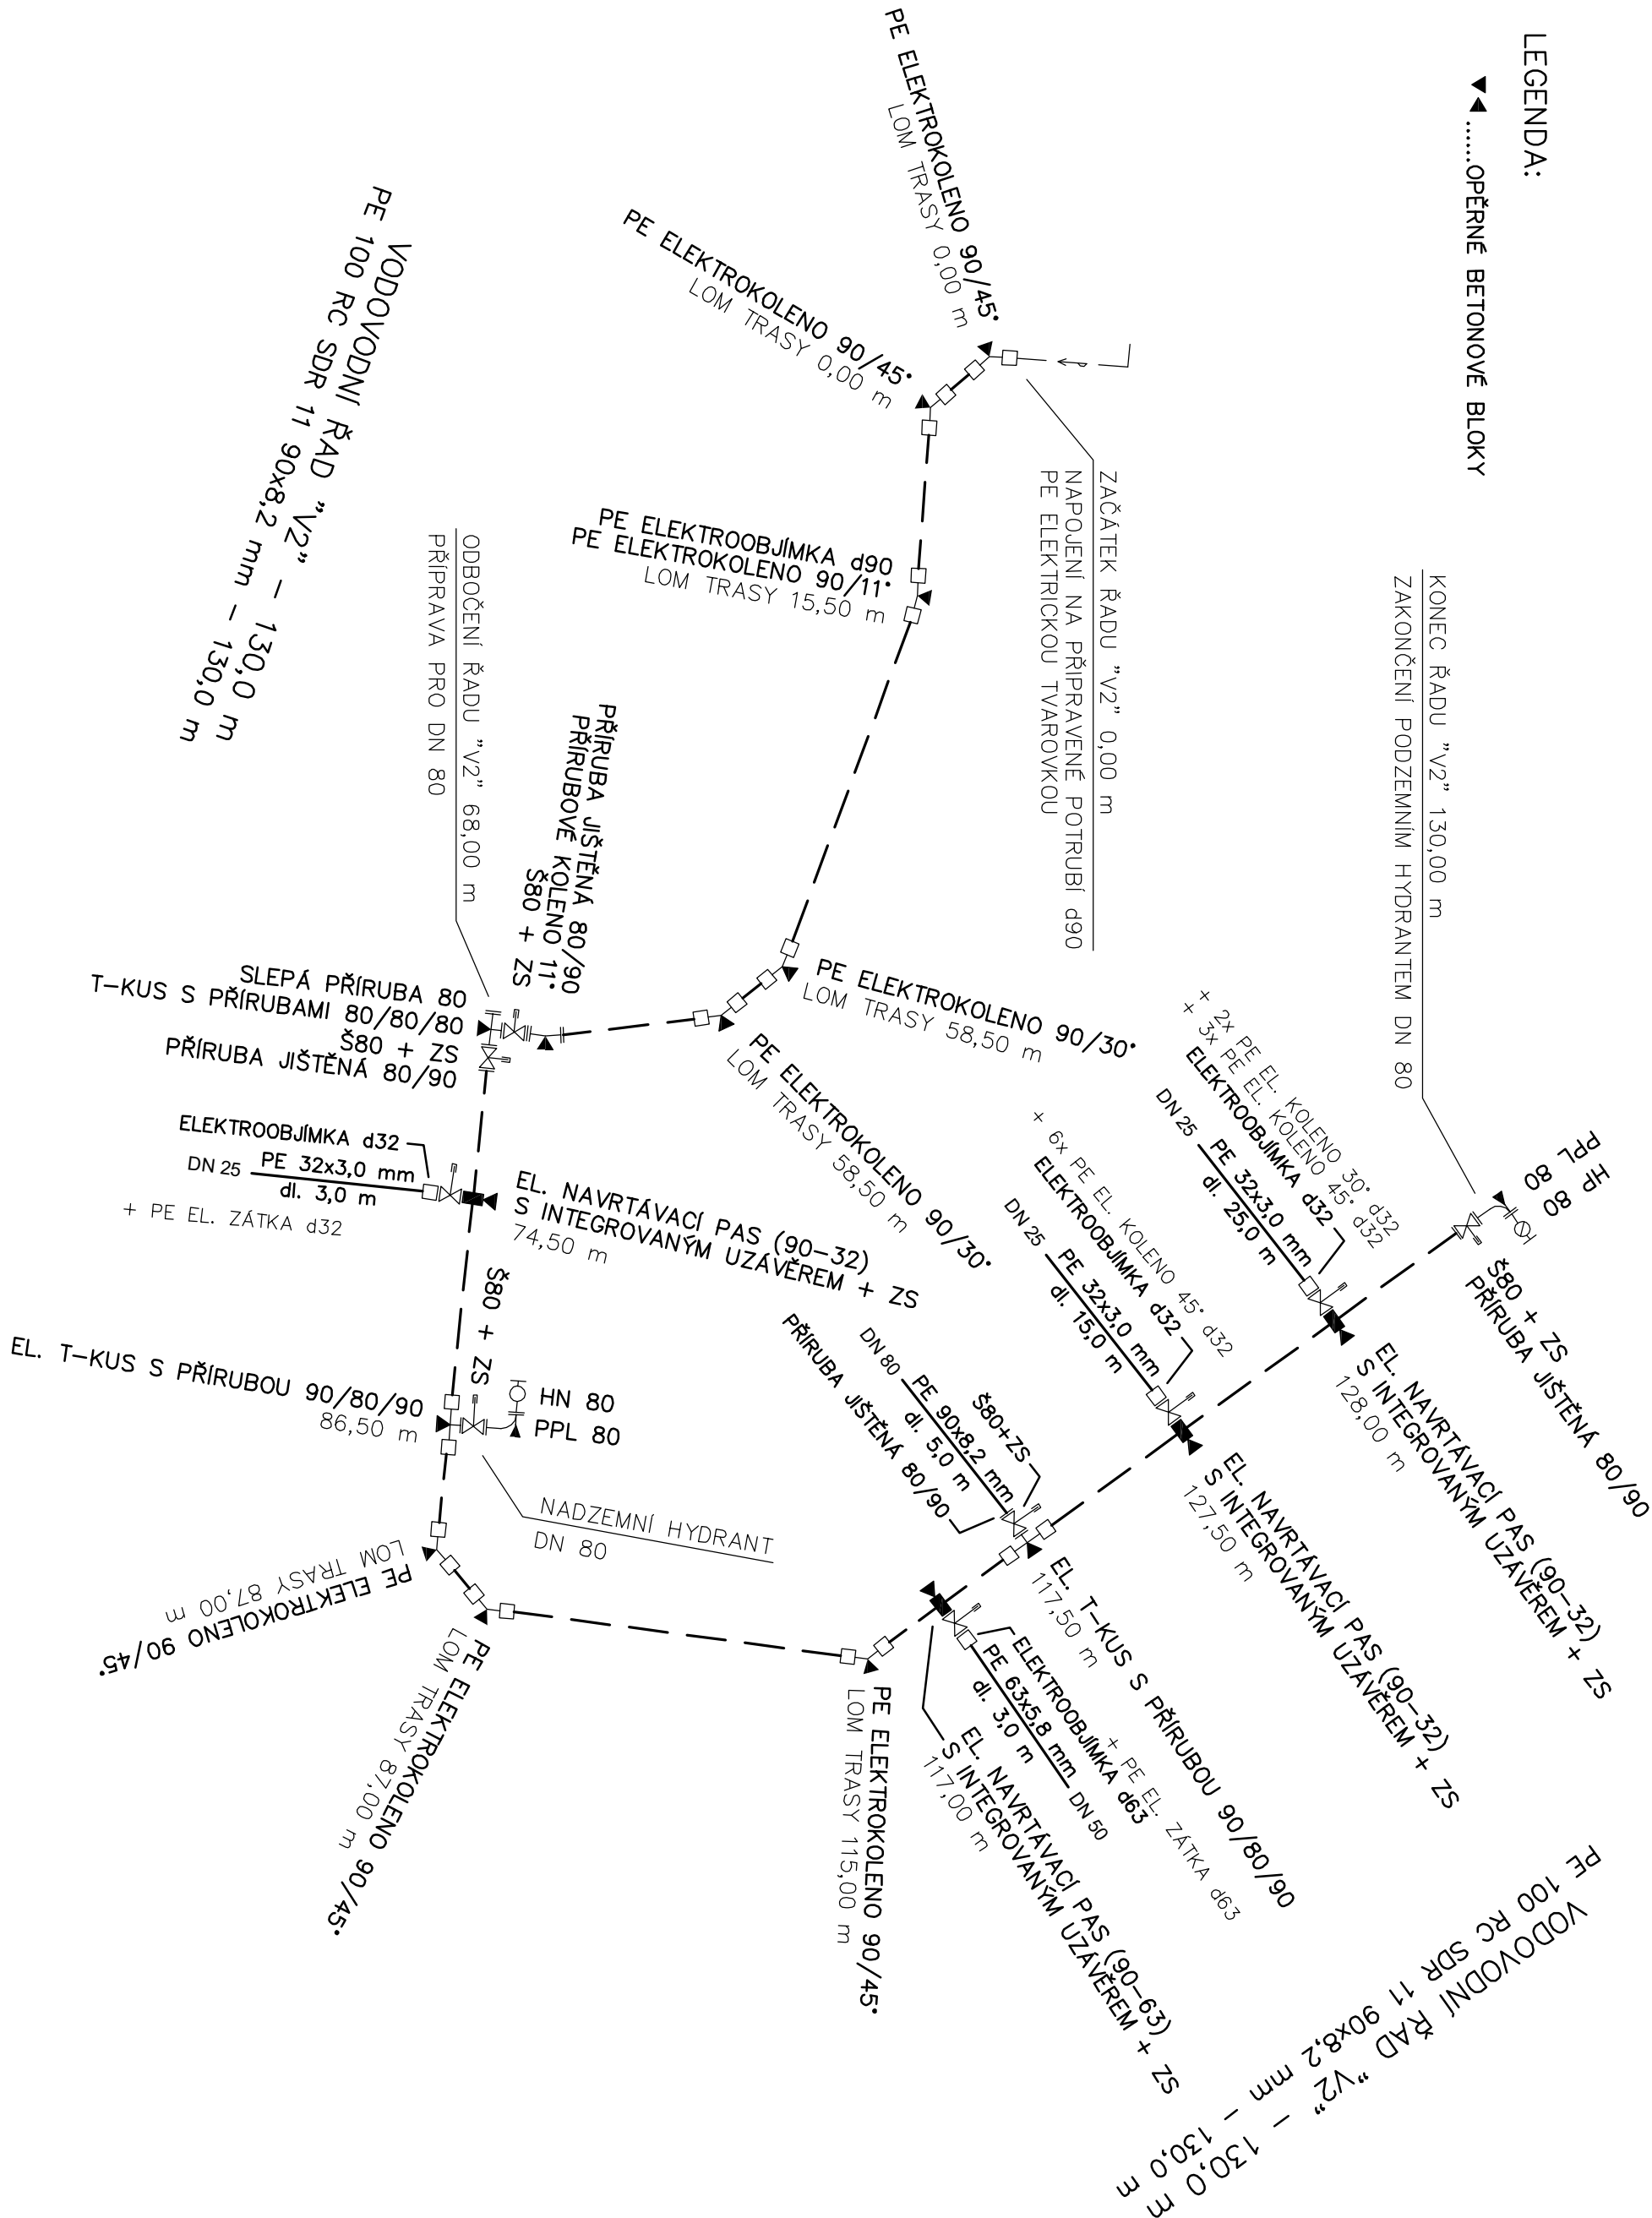 LEGENDA:
......OPĚRNÉ BETONOVÉ BLOKY
PE ELEKTROKOLENO 90/45°
LOM TRASY 0,00 m
PE ELEKTROKOLENO 90/45°
LOM TRASY 0,00 m
ZAČÁTEK ŘADU "V2" 0,00 m
NAPOJENÍ NA PŘIPRAVENÉ POTRUBÍ d90
PE ELEKTRICKOU TVAROVKOU
VODOVODNÍ ŘAD "V2" – 130,0 m
PE 100 RC SDR 11 90x8,2 mm – 130,0 m
PE ELEKTROOBJÍMKA d90
PE ELEKTROKOLENO 90/11°
LOM TRASY 15,50 m
PE ELEKTROKOLENO 90/30°
LOM TRASY 58,50 m
PE ELEKTROKOLENO 90/30°
LOM TRASY 58,50 m
PŘÍRUBA JIŠTĚNÁ 80/90
PŘÍRUBOVÉ KOLENO 11°
Š80 + ZS
ODBOČENÍ ŘADU "V2" 68,00 m
PŘÍPRAVA PRO DN 80
SLEPÁ PŘÍRUBA 80
T-KUS S PŘÍRUBAMI 80/80/80
Š80 + ZS
PŘÍRUBA JIŠTĚNÁ 80/90
ELEKTROOBJÍMKA d32
DN 25
PE 32x3,0 mm
dl. 3,0 m
+ PE EL. ZÁTKA d32
EL. NAVRTÁVACÍ PAS (90-32)
S INTEGROVANÝM UZÁVĚREM + ZS
74,50 m
Š80 + ZS
EL. T-KUS S PŘÍRUBOU 90/80/90
86,50 m
HN 80
PPL 80
NADZEMNÍ HYDRANT
DN 80
PE ELEKTROKOLENO 90/45°
LOM TRASY 87,00 m
PE ELEKTROKOLENO 90/45°
LOM TRASY 87,00 m
PE ELEKTROKOLENO 90/45°
LOM TRASY 115,00 m
EL. NAVRTÁVACÍ PAS (90-63)
S INTEGROVANÝM UZÁVĚREM + ZS
117,00 m
+ PE EL. ZÁTKA d63
ELEKTROOBJÍMKA d63
PE 63x5,8 mm
dl. 3,0 m
DN 50
EL. T-KUS S PŘÍRUBOU 90/80/90
117,50 m
Š80+ZS
DN 80
PE 90x8,2 mm
dl. 5,0 m
PŘÍRUBA JIŠTĚNÁ 80/90
+ 6x PE EL. KOLENO 45° d32
ELEKTROOBJÍMKA d32
DN 25
PE 32x3,0 mm
dl. 15,0 m
EL. NAVRTÁVACÍ PAS (90-32)
S INTEGROVANÝM UZÁVĚREM + ZS
127,50 m
+ 2x PE EL. KOLENO 30° d32
+ 3x PE EL. KOLENO 45° d32
ELEKTROOBJÍMKA d32
DN 25
PE 32x3,0 mm
dl. 25,0 m
EL. NAVRTÁVACÍ PAS (90-32)
S INTEGROVANÝM UZÁVĚREM + ZS
128,00 m
KONEC ŘADU "V2" 130,00 m
ZAKONČENÍ PODZEMNÍM HYDRANTEM DN 80
HP 80
PPL 80
Š80 + ZS
PŘÍRUBA JIŠTĚNÁ 80/90
VODOVODNÍ ŘAD "V2" – 130,0 m
PE 100 RC SDR 11 90x8,2 mm – 130,0 m